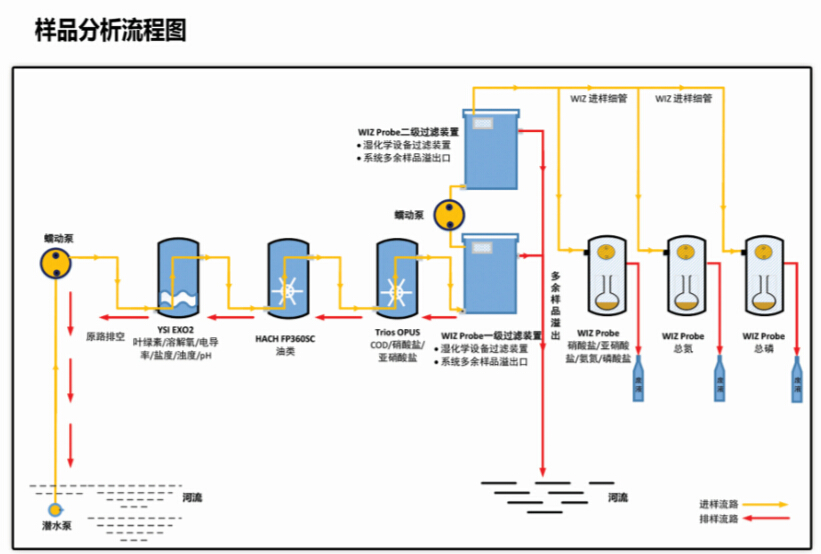 样品分析流程图
WIZ 进样细管
WIZ 进样细管
WIZ Probe二级过滤装置
• 湿化学设备过滤装置
• 系统多余样品溢出口
蠕动泵
蠕动泵
多余样品溢出
原路排空
YSI EXO2
叶绿素/溶解氧/电导
率/盐度/浊度/pH
HACH FP360SC
油类
Trios OPUS
COD/硝酸盐/
亚硝酸盐
WIZ Probe一级过滤装置
• 湿化学设备过滤装置
• 系统多余样品溢出口
WIZ Probe
硝酸盐/亚硝酸
盐/氨氮/磷酸盐
WIZ Probe
总氮
WIZ Probe
总磷
废液
废液
废液
河流
潜水泵
河流
进样流路
排样流路